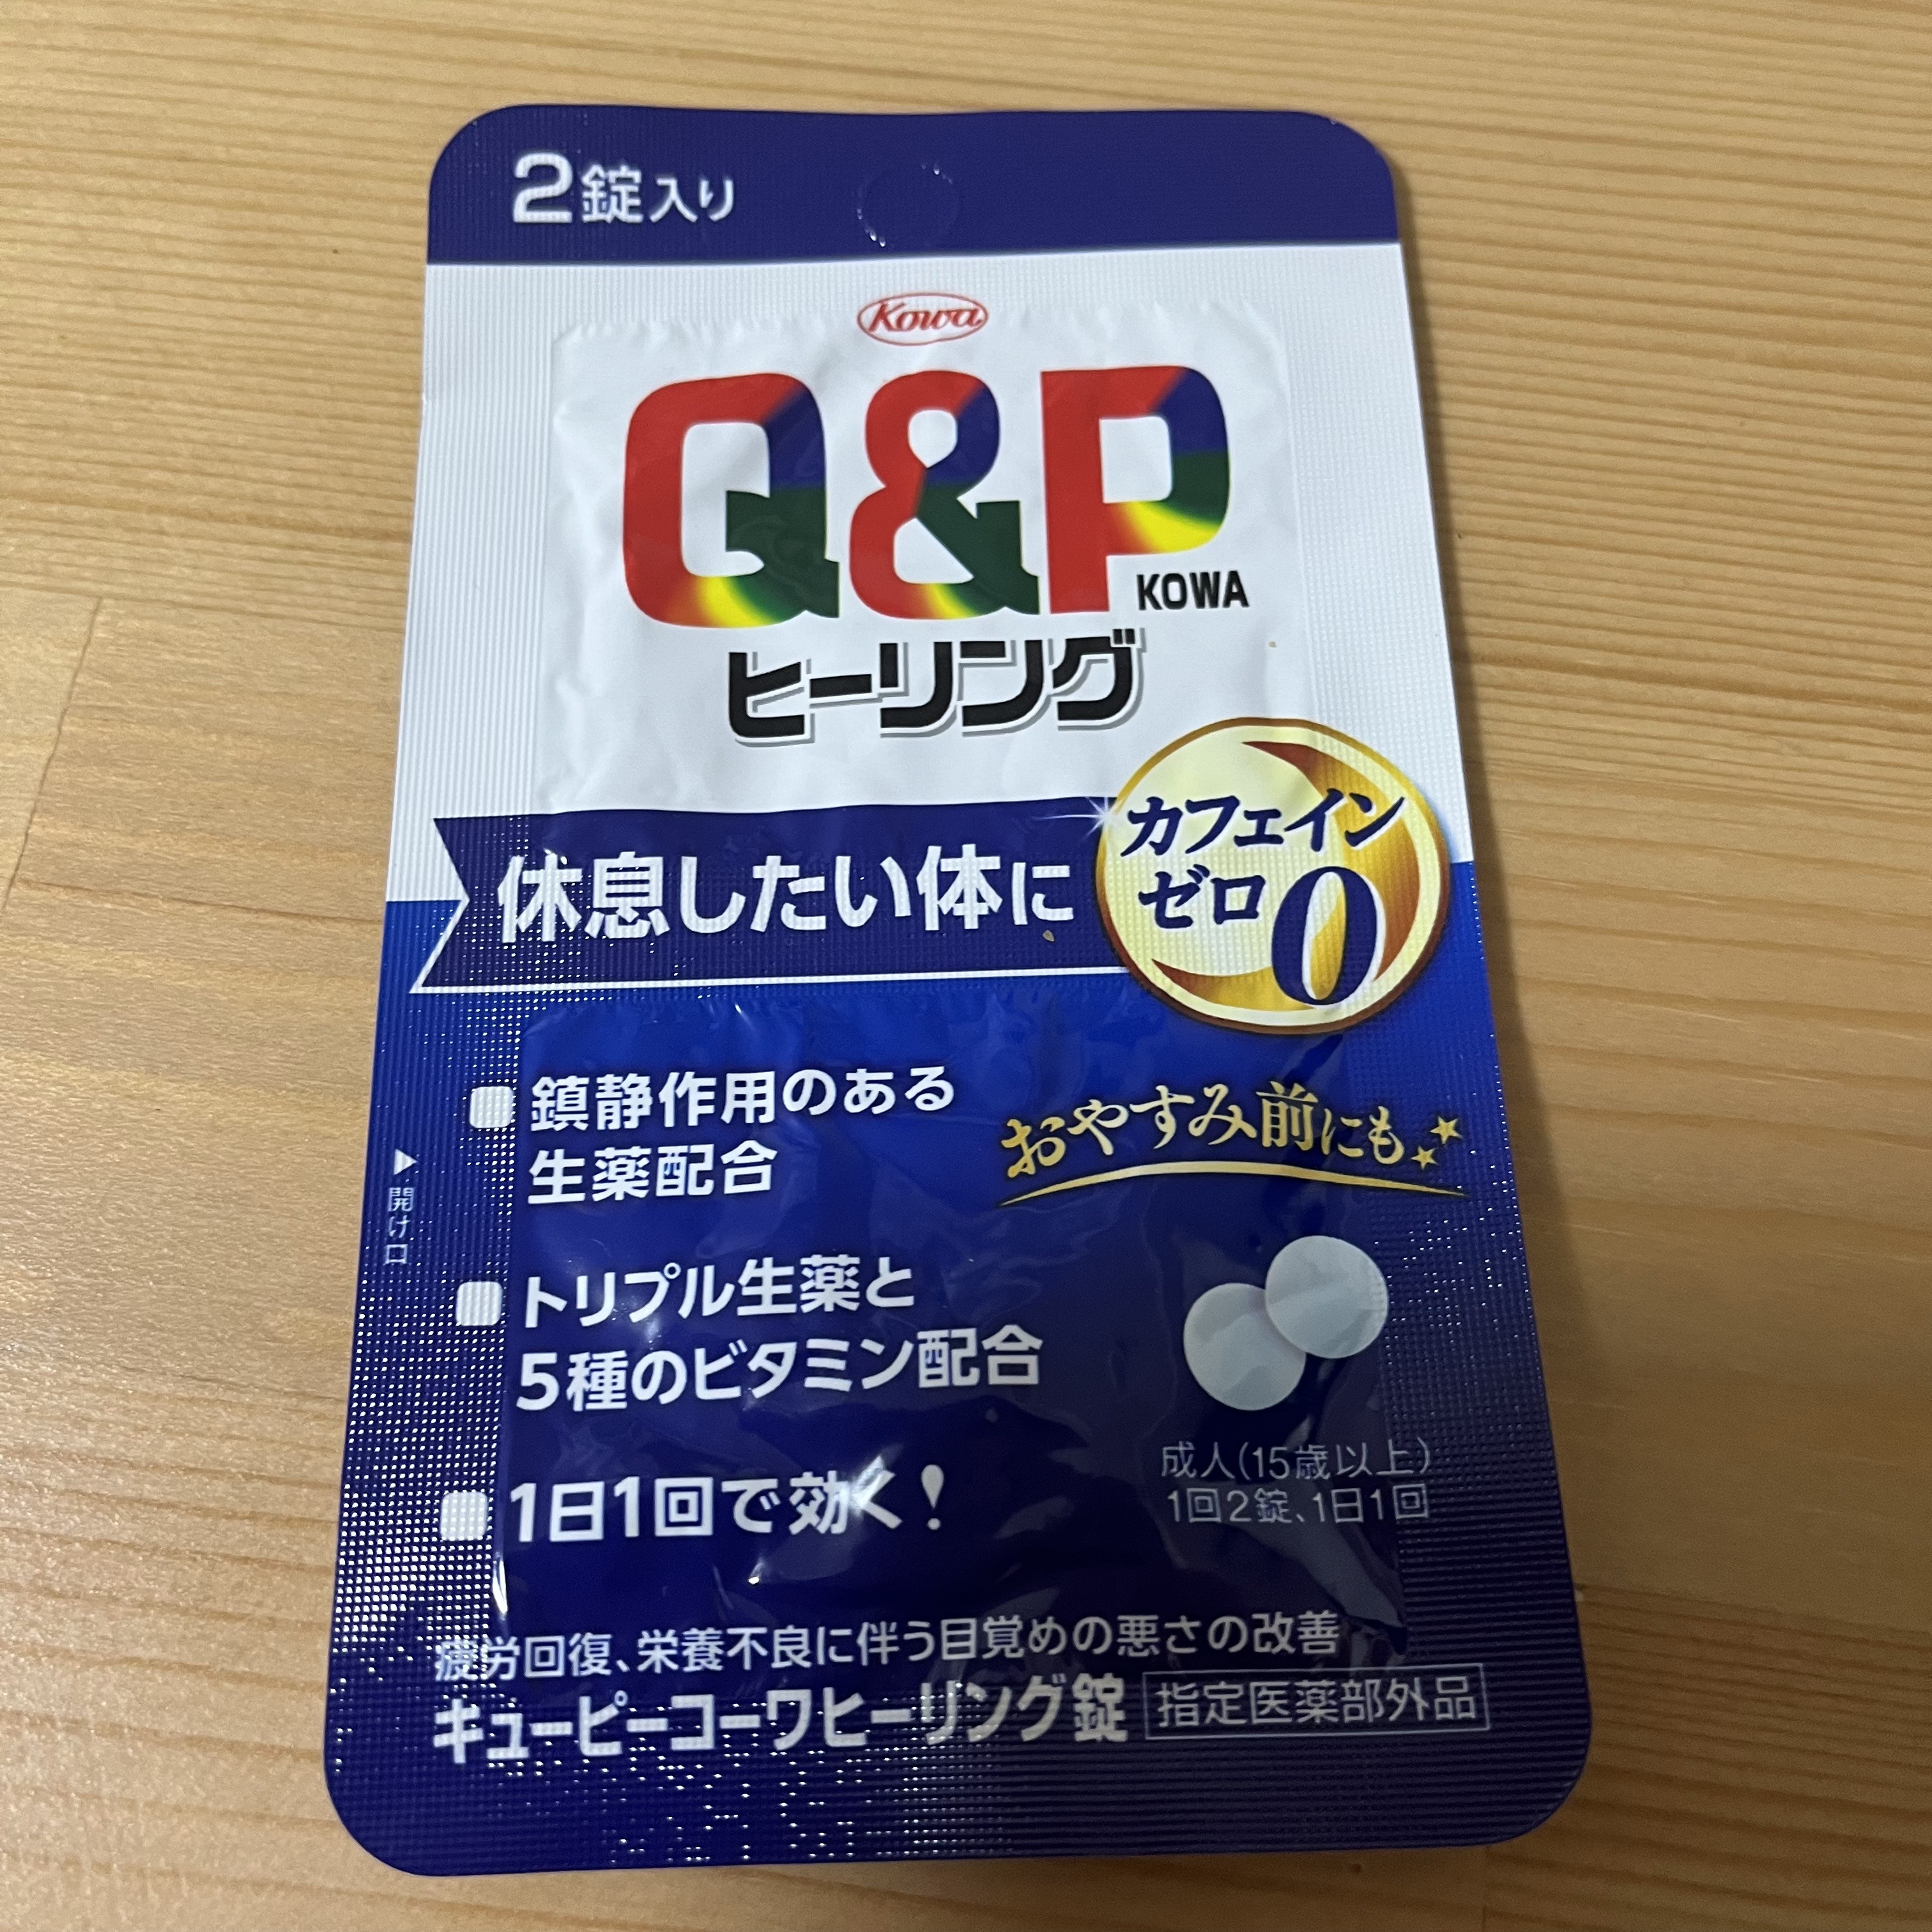 2錠入り
Kowa
Q&P
KOWA
ヒーリング
休息したい体に
カフェイン
ゼロ0
鎮静作用のある
生薬配合
おやすみ前にも
開け口
トリプル生薬と
5種のビタミン配合
1日1回で効く!
成人(15歳以上)
1回2錠、1日1回
疲労回復、栄養不良に伴う目覚めの悪さの改善
キューピーコーワヒーリング錠 指定医薬部外品